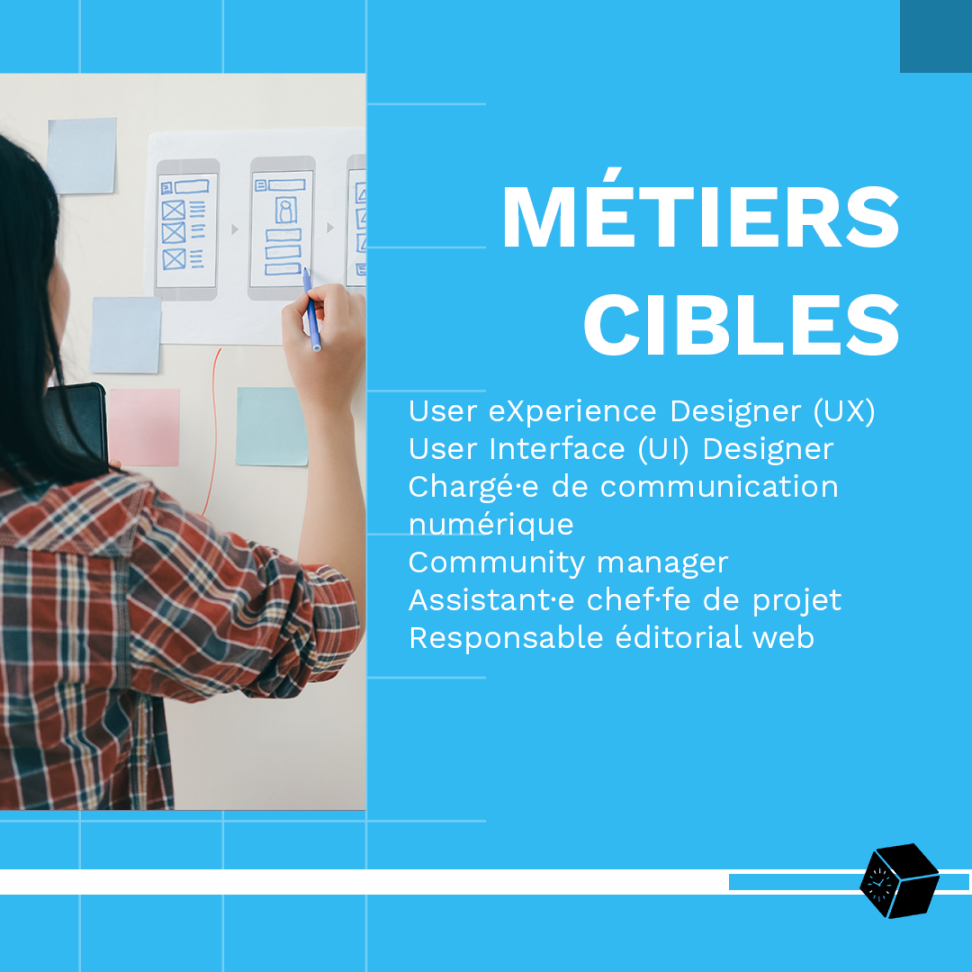 MÉTIERS
CIBLES
User eXperience Designer (UX)
User Interface (UI) Designer
Chargé·e de communication
numérique
Community manager
Assistant·e chef·fe de projet
Responsable éditorial web